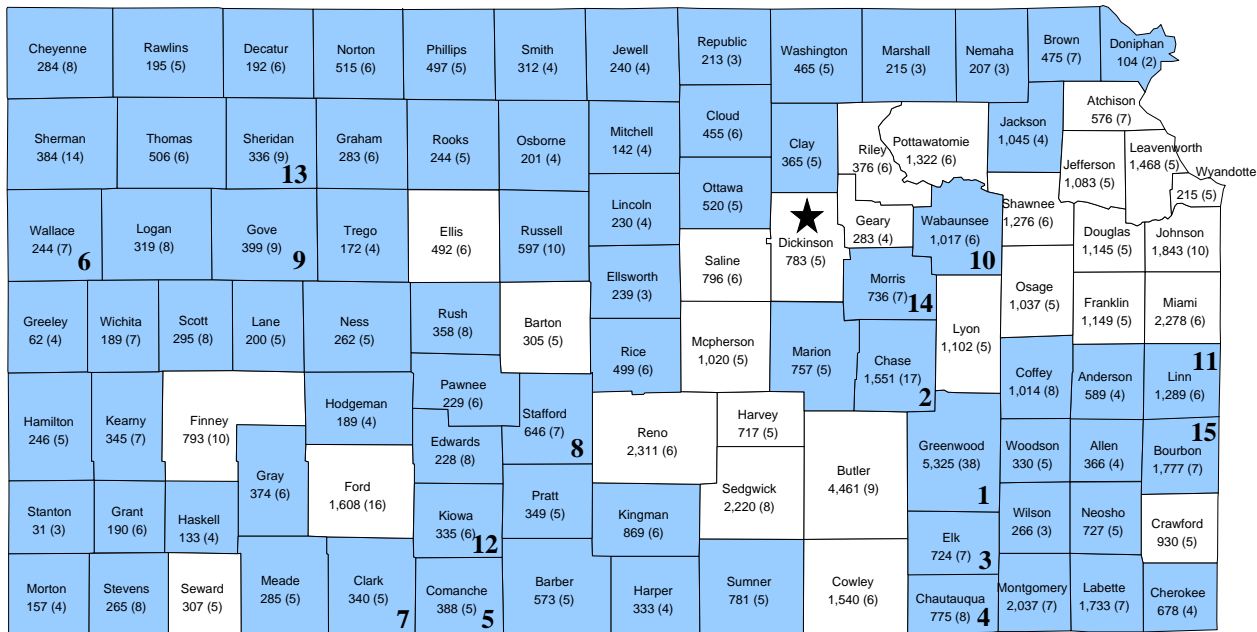 Cheyenne
284 (8)
Rawlins
195 (5)
Decatur
192 (6)
Norton
515 (6)
Phillips
497 (5)
Smith
312 (4)
Jewell
240 (4)
Republic
213 (3)
Washington
465 (5)
Marshall
215 (3)
Nemaha
207 (3)
Brown
475 (7)
Doniphan
104 (2)
Sherman
384 (14)
Thomas
506 (6)
Sheridan
336 (9)
13
Graham
283 (6)
Rooks
244 (5)
Osborne
201 (4)
Mitchell
142 (4)
Cloud
455 (6)
Clay
365 (5)
Riley
376 (6)
Pottawatomie
1,322 (6)
Jackson
1,045 (4)
Atchison
576 (7)
Jefferson
1,083 (5)
Leavenworth
1,468 (5)
Wyandotte
215 (5)
Wallace
244 (7)
6
Logan
319 (8)
Gove
399 (9)
9
Trego
172 (4)
Ellis
492 (6)
Russell
597 (10)
Lincoln
230 (4)
Ottawa
520 (5)
Saline
796 (6)
Dickinson
783 (5)
Geary
283 (4)
Wabaunsee
1,017 (6)
10
Shawnee
1,276 (6)
Douglas
1,145 (5)
Johnson
1,843 (10)
Ellsworth
239 (3)
Morris
736 (7)
14
Osage
1,037 (5)
Franklin
1,149 (5)
Miami
2,278 (6)
Greeley
62 (4)
Wichita
189 (7)
Scott
295 (8)
Lane
200 (5)
Ness
262 (5)
Rush
358 (8)
Barton
305 (5)
Rice
499 (6)
Mcpherson
1,020 (5)
Marion
757 (5)
Chase
1,551 (17)
2
Lyon
1,102 (5)
Coffey
1,014 (8)
Anderson
589 (4)
Linn
1,289 (6)
11
Hamilton
246 (5)
Kearny
345 (7)
Finney
793 (10)
Hodgeman
189 (4)
Pawnee
229 (6)
Stafford
646 (7)
8
Edwards
228 (8)
Reno
2,311 (6)
Harvey
717 (5)
Butler
4,461 (9)
Greenwood
5,325 (38)
1
Woodson
330 (5)
Allen
366 (4)
Bourbon
1,777 (7)
15
Gray
374 (6)
Ford
1,608 (16)
Sedgwick
2,220 (8)
Stanton
31 (3)
Grant
190 (6)
Haskell
133 (4)
Kiowa
335 (6)
12
Pratt
349 (5)
Kingman
869 (6)
Elk
724 (7)
3
Wilson
266 (3)
Neosho
727 (5)
Crawford
930 (5)
Morton
157 (4)
Stevens
265 (8)
Seward
307 (5)
Meade
285 (5)
Clark
340 (5)
7
Comanche
388 (5)
5
Barber
573 (5)
Harper
333 (4)
Sumner
781 (5)
Cowley
1,540 (6)
Chautauqua
775 (8)
4
Montgomery
2,037 (7)
Labette
1,733 (7)
Cherokee
678 (4)